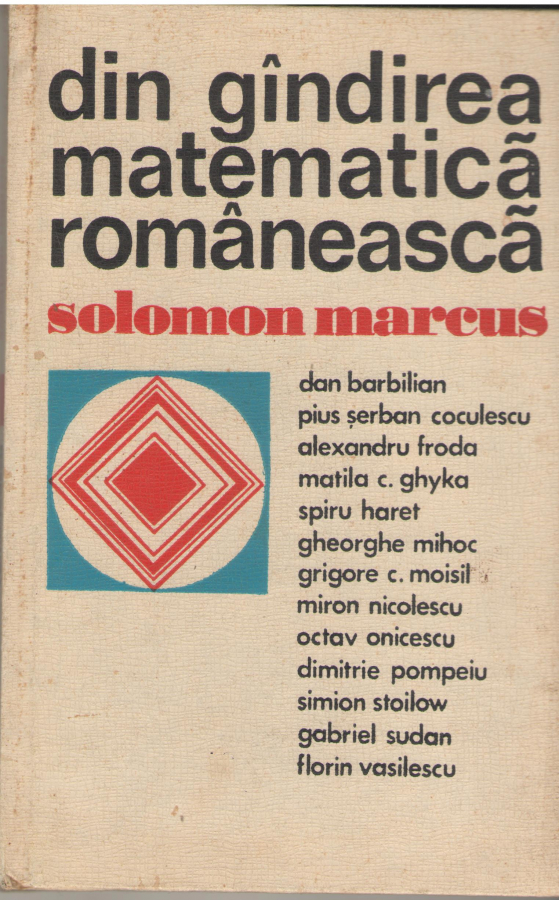 din gîndirea
matematică
românească
solomon marcus
dan barbilian
pius șerban coculescu
alexandru froda
matila c. ghyka
spiru haret
gheorghe mihoc
grigore c. moisil
miron nicolescu
octav onicescu
dimitrie pompeiu
simion stoilow
gabriel sudan
florin vasilescu